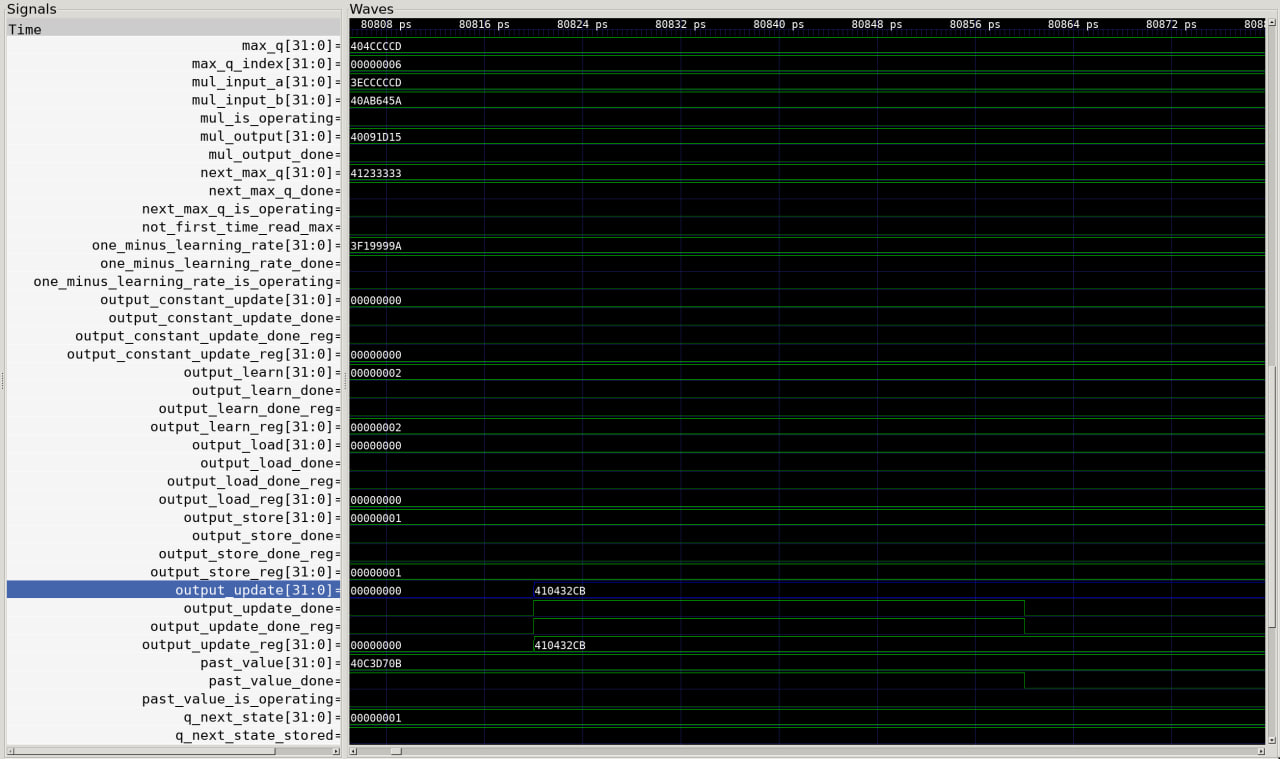 Signals Waves
Time 80808 ps 80816 ps 80824 ps 80832 ps 80840 ps 80848 ps 80856 ps 80864 ps 80872 ps 808
max_q[31:0]= 404CCCCD
max_q_index[31:0]= 00000006
mul_input_a[31:0]= 3ECCCCCD
mul_input_b[31:0]= 40AB645A
mul_is_operating=
mul_output[31:0]= 40091D15
mul_output_done=
next_max_q[31:0]= 41233333
next_max_q_done=
next_max_q_is_operating=
not_first_time_read_max=
one_minus_learning_rate[31:0]= 3F19999A
one_minus_learning_rate_done=
one_minus_learning_rate_is_operating=
output_constant_update[31:0]= 00000000
output_constant_update_done=
output_constant_update_done_reg=
output_constant_update_reg[31:0]= 00000000
output_learn[31:0]= 00000002
output_learn_done=
output_learn_done_reg=
output_learn_reg[31:0]= 00000002
output_load[31:0]= 00000000
output_load_done=
output_load_done_reg=
output_load_reg[31:0]= 00000000
output_store[31:0]= 00000001
output_store_done=
output_store_done_reg=
output_store_reg[31:0]= 00000001
output_update[31:0]= 00000000 410432CB
output_update_done=
output_update_done_reg=
output_update_reg[31:0]= 00000000 410432CB
past_value[31:0]= 40C3D70B
past_value_done=
past_value_is_operating=
q_next_state[31:0]= 00000001
q_next_state_stored=